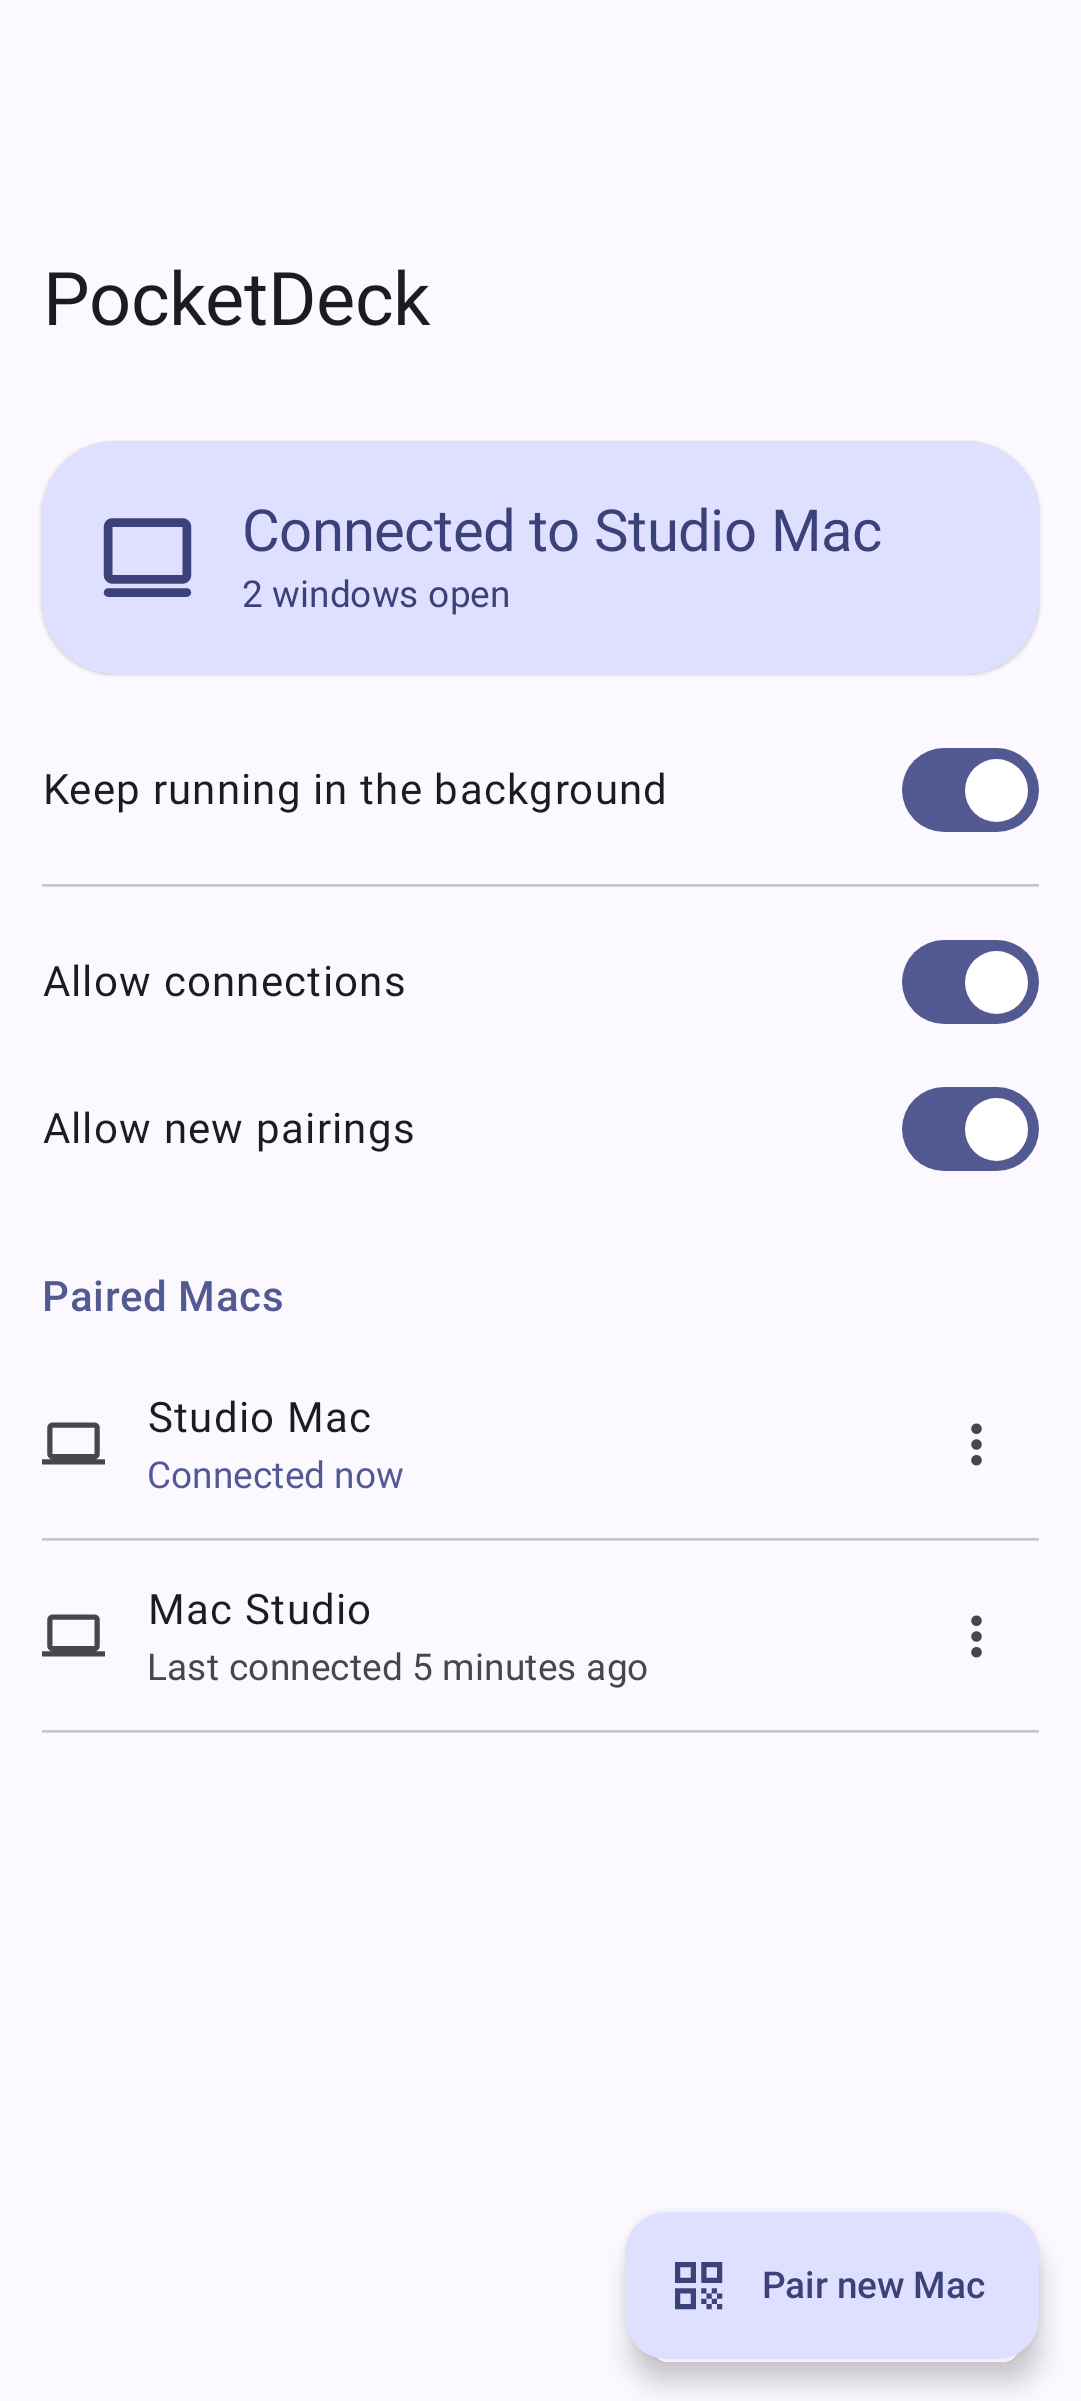 PocketDeck
Connected to Studio Mac
2 windows open
Keep running in the background
Allow connections
Allow new pairings
Paired Macs
Studio Mac
Connected now
Mac Studio
Last connected 5 minutes ago
Pair new Mac